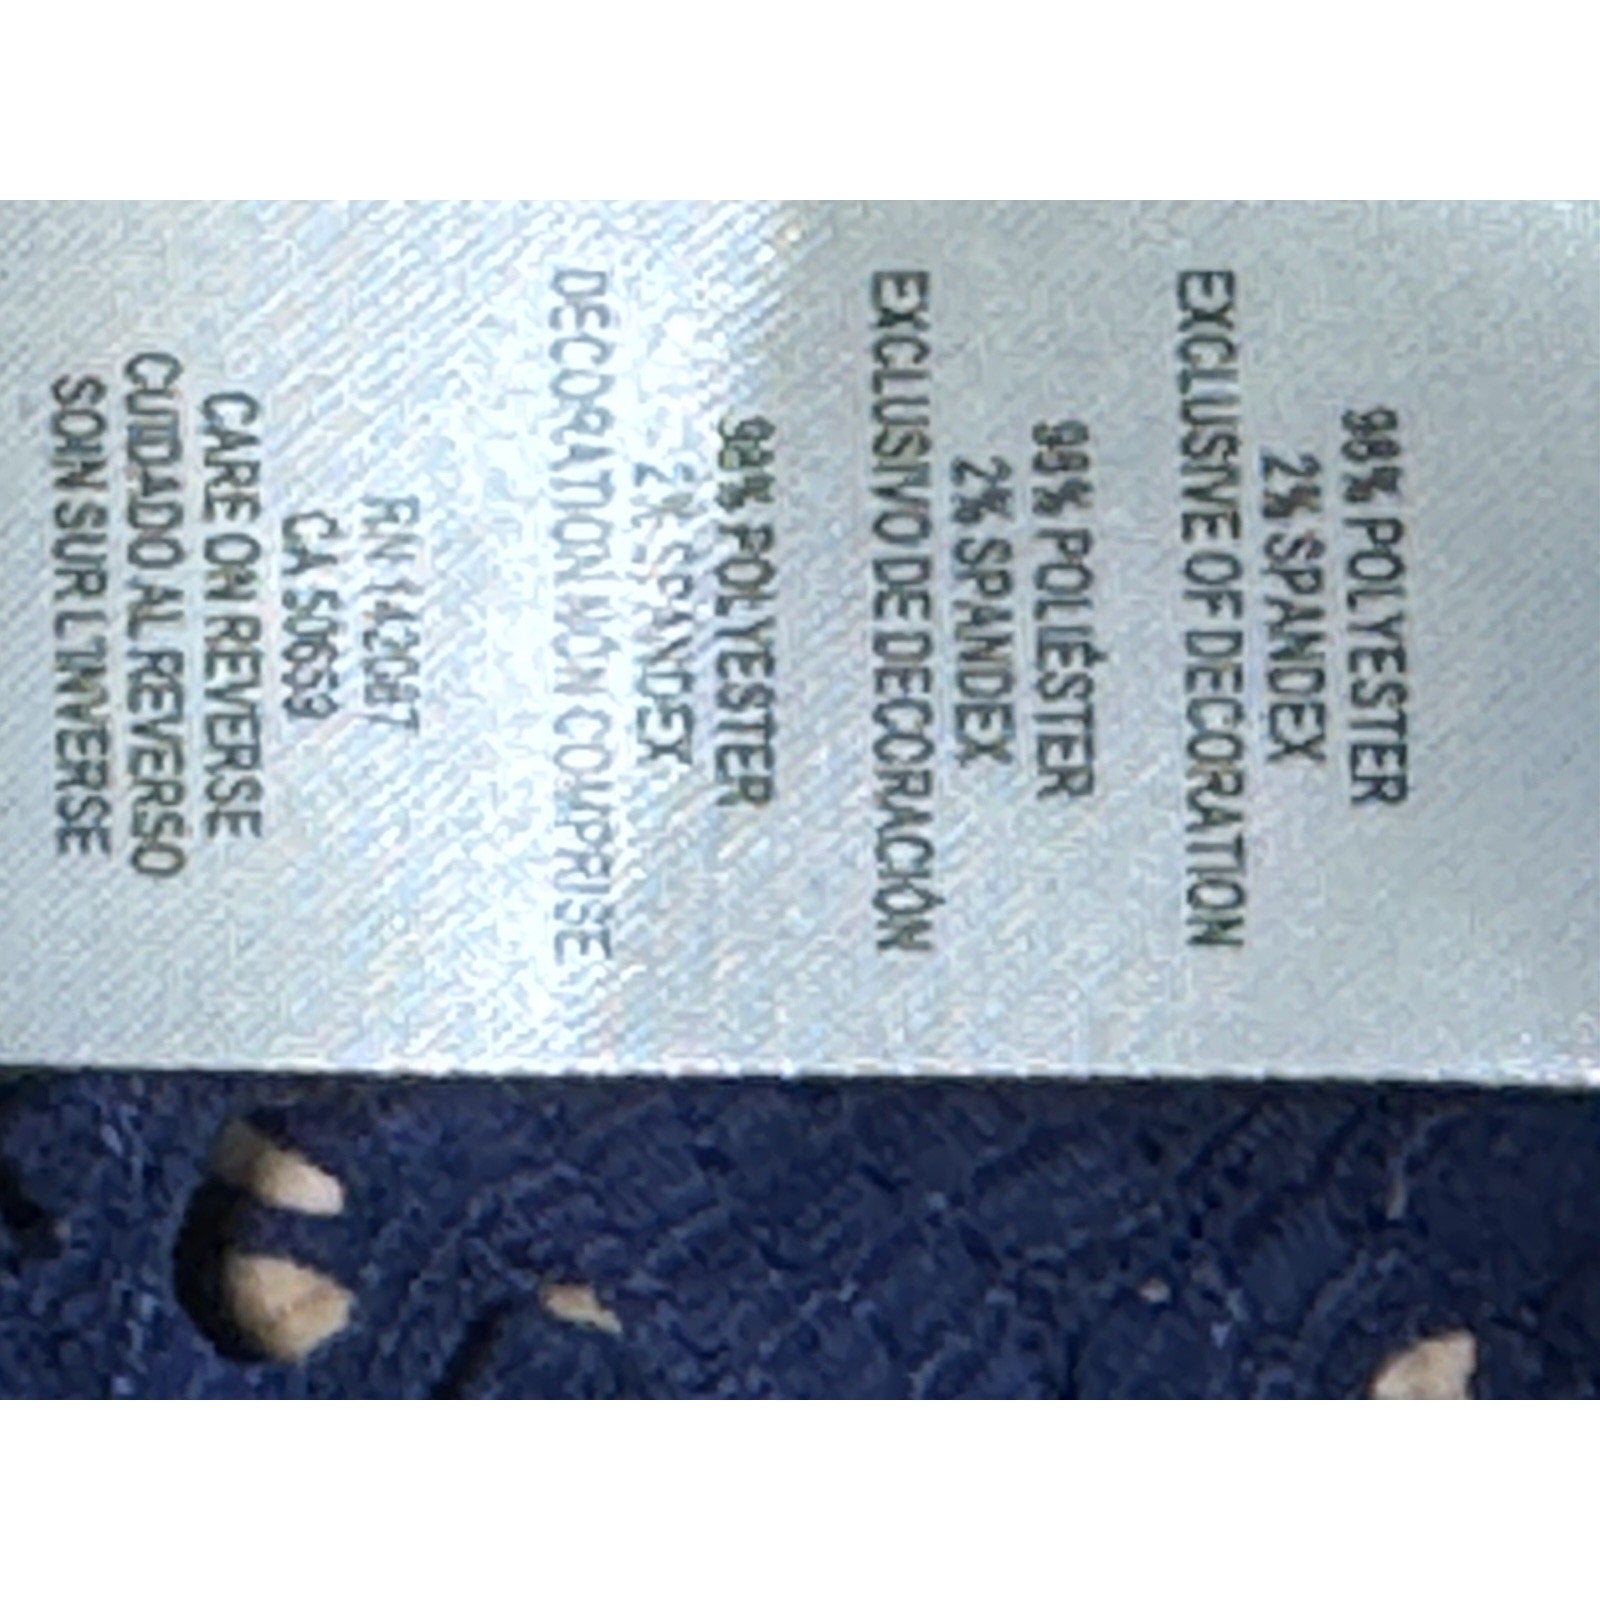 98% POLYESTER
2% SPANDEX
EXCLUSIVE OF DECORATION
98% POLIÉSTER
2% SPANDEX
EXCLUSIVO DE DECORACIÓN
98% POLYESTER
2% SPANDEX
DECORATION NON COMPRISE
RN 142087
CA 50659
CARE ON REVERSE
CUIDADO AL REVERSO
SOIN SUR L'INVERSE